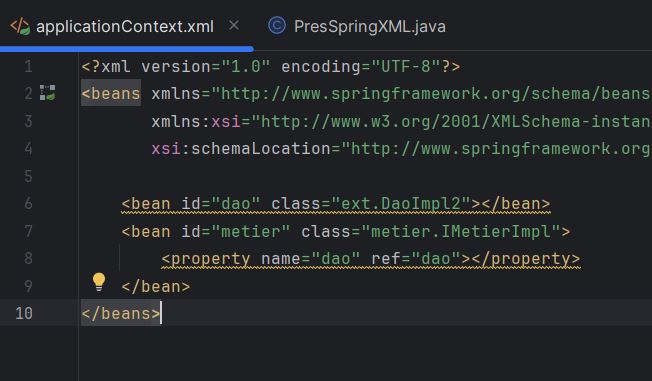 applicationContext.xml × PresSpringXML.java
1 <?xml version="1.0" encoding="UTF-8"?>
2 <beans xmlns="http://www.springframework.org/schema/beans
3 xmlns:xsi="http://www.w3.org/2001/XMLSchema-instan
4 xsi:schemaLocation="http://www.springframework.org
5
6 <bean id="dao" class="ext.DaoImpl2"></bean>
7 <bean id="metier" class="metier.IMetierImpl">
8 <property name="dao" ref="dao"></property>
9 </bean>
10 </beans>